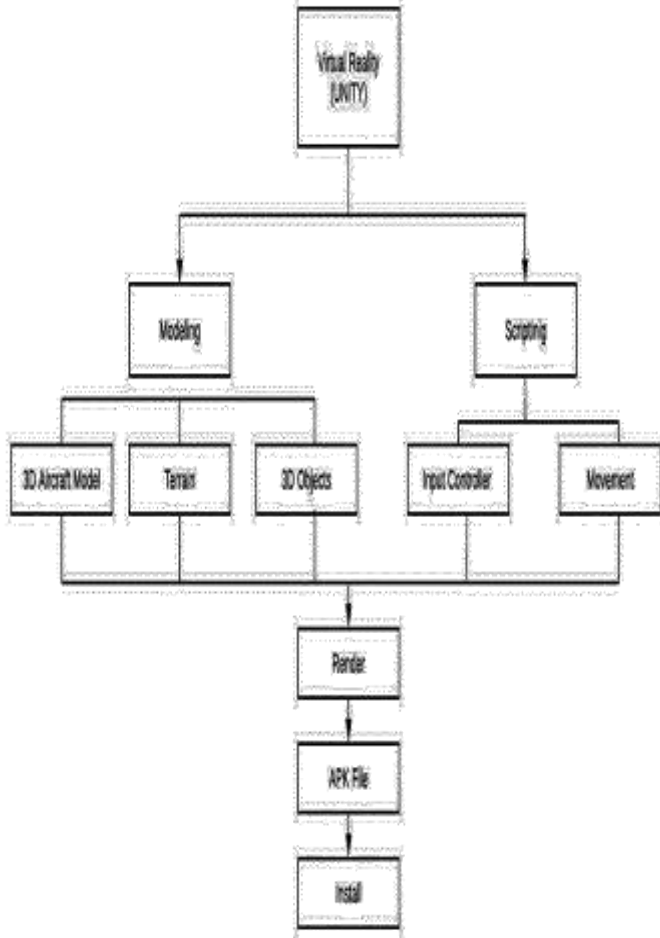 Virtual Reality
(UNITY)
Modeling
Scripting
3D Aircraft Model
Terrain
3D Objects
Input Controller
Movement
Render
APK File
Install